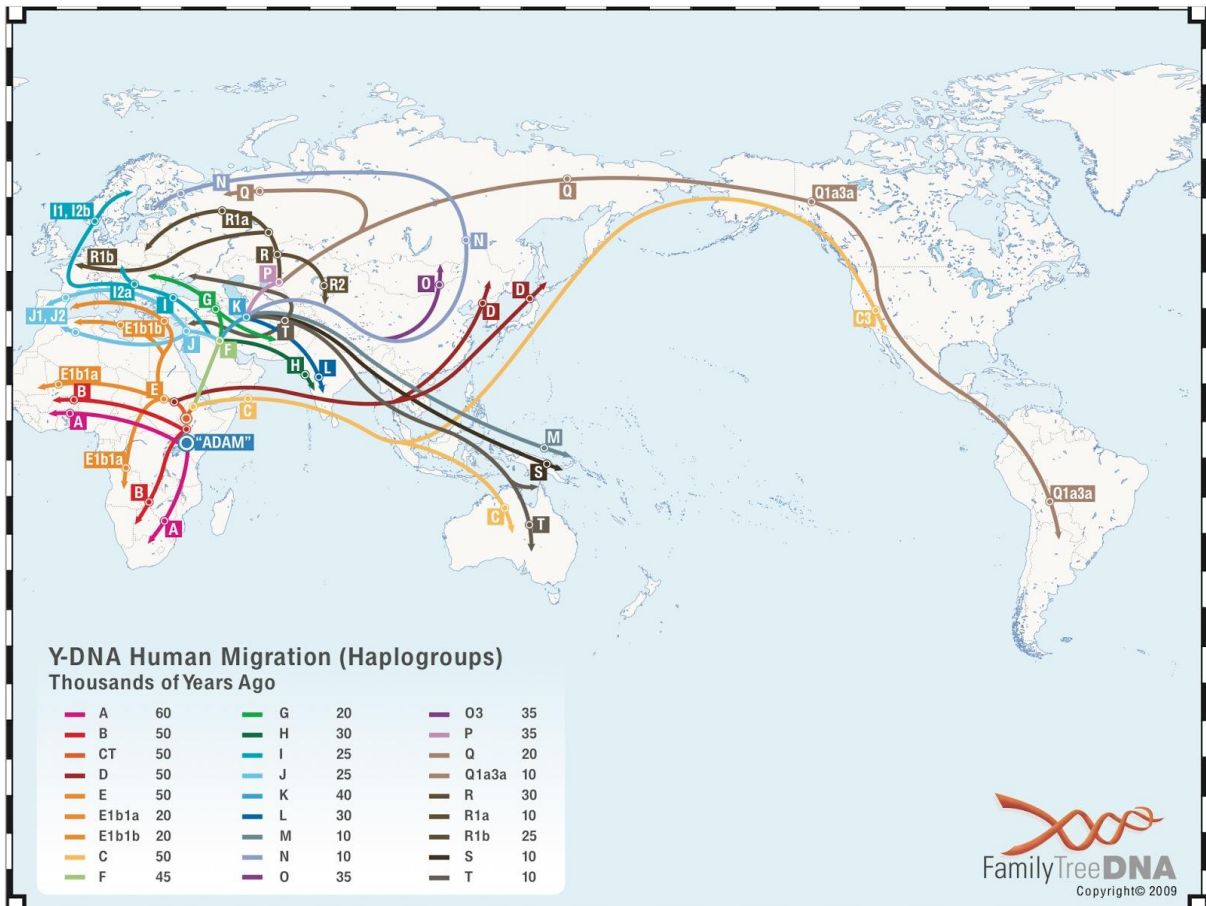 N
Q
N
Q
Q1a3a
I1, I2b
R1a
R1b
R
N
P
R2
O
I2a
I
G
K
D
D
J1, J2
E1b1b
J
T
C3
F
H
L
E1b1a
B
E
A
C
"ADAM"
M
E1b1a
S
B
A
C
T
Q1a3a
Y-DNA Human Migration (Haplogroups)
Thousands of Years Ago
A 60
B 50
CT 50
D 50
E 50
E1b1a 20
E1b1b 20
C 50
F 45
G 20
H 30
I 25
J 25
K 40
L 30
M 10
N 10
O 35
O3 35
P 35
Q 20
Q1a3a 10
R 30
R1a 10
R1b 25
S 10
T 10
FamilyTreeDNA
Copyright© 2009